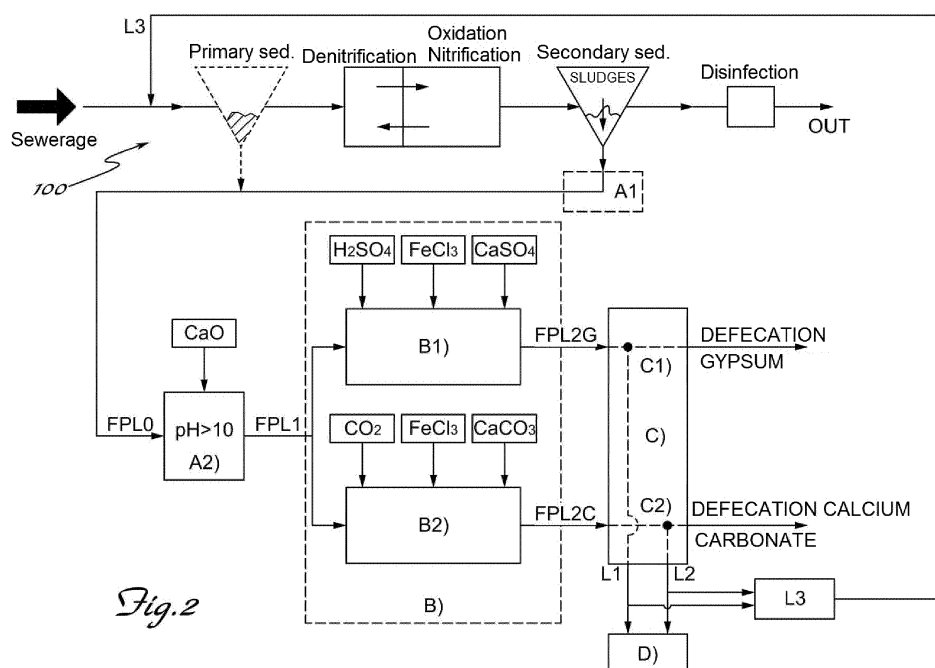 L3
Primary sed.
Denitrification
Oxidation
Nitrification
Secondary sed.
SLUDGES
Disinfection
Sewerage
OUT
100
A1
H2SO4
FeCl3
CaSO4
CaO
B1)
FPL2G
DEFECATION
GYPSUM
C1)
FPL0
pH>10
A2)
FPL1
CO2
FeCl3
CaCO3
C)
B2)
FPL2C
C2)
DEFECATION CALCIUM
CARBONATE
L1
L2
L3
B)
D)
Fig.2